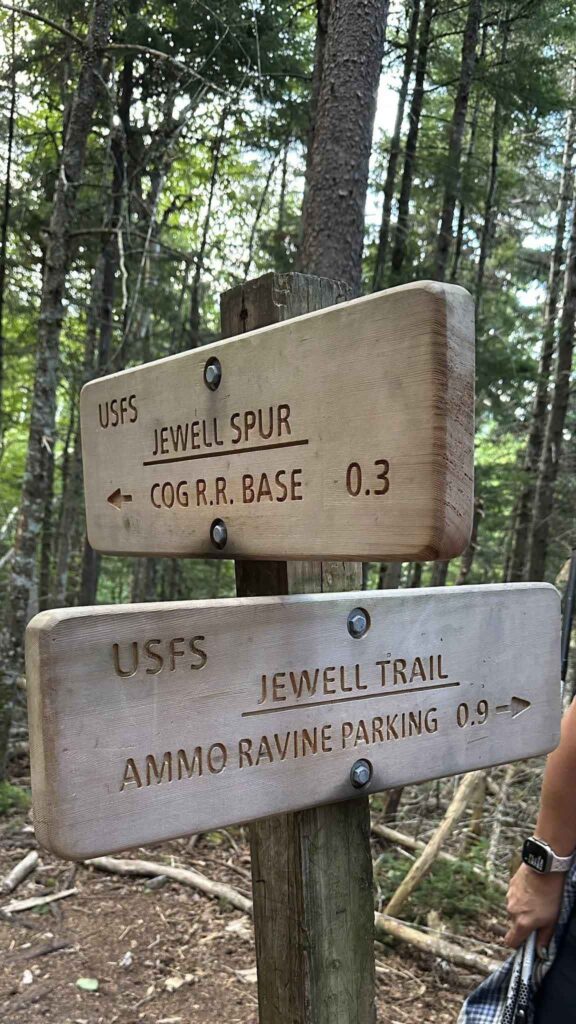 USFS
JEWELL SPUR
← COG R.R. BASE 0.3
USFS
JEWELL TRAIL
AMMO RAVINE PARKING 0.9 →